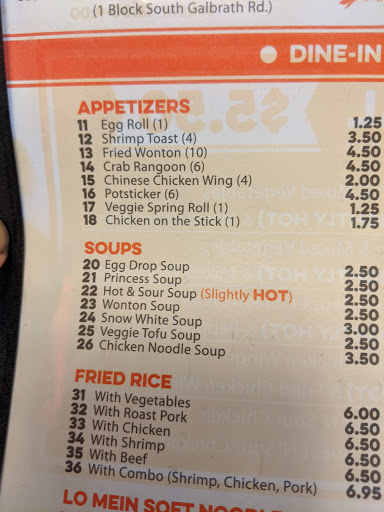 (1 Block South Galbrath Rd.)
DINE-IN
APPETIZERS
11 Egg Roll (1) 1.25
12 Shrimp Toast (4) 3.50
13 Fried Wonton (10) 4.50
14 Crab Rangoon (6) 4.50
15 Chinese Chicken Wing (4) 2.00
16 Potsticker (6) 4.50
17 Veggie Spring Roll (1) 1.25
18 Chicken on the Stick (1) 1.75
SOUPS
20 Egg Drop Soup 2.50
21 Princess Soup 2.50
22 Hot & Sour Soup (Slightly HOT) 2.50
23 Wonton Soup 2.50
24 Snow White Soup 3.00
25 Veggie Tofu Soup 2.50
26 Chicken Noodle Soup 3.50
FRIED RICE
31 With Vegetables 6.00
32 With Roast Pork 6.50
33 With Chicken 6.50
34 With Shrimp 6.50
35 With Beef 6.50
36 With Combo (Shrimp, Chicken, Pork) 6.95
LO MEIN SOFT NOODLE